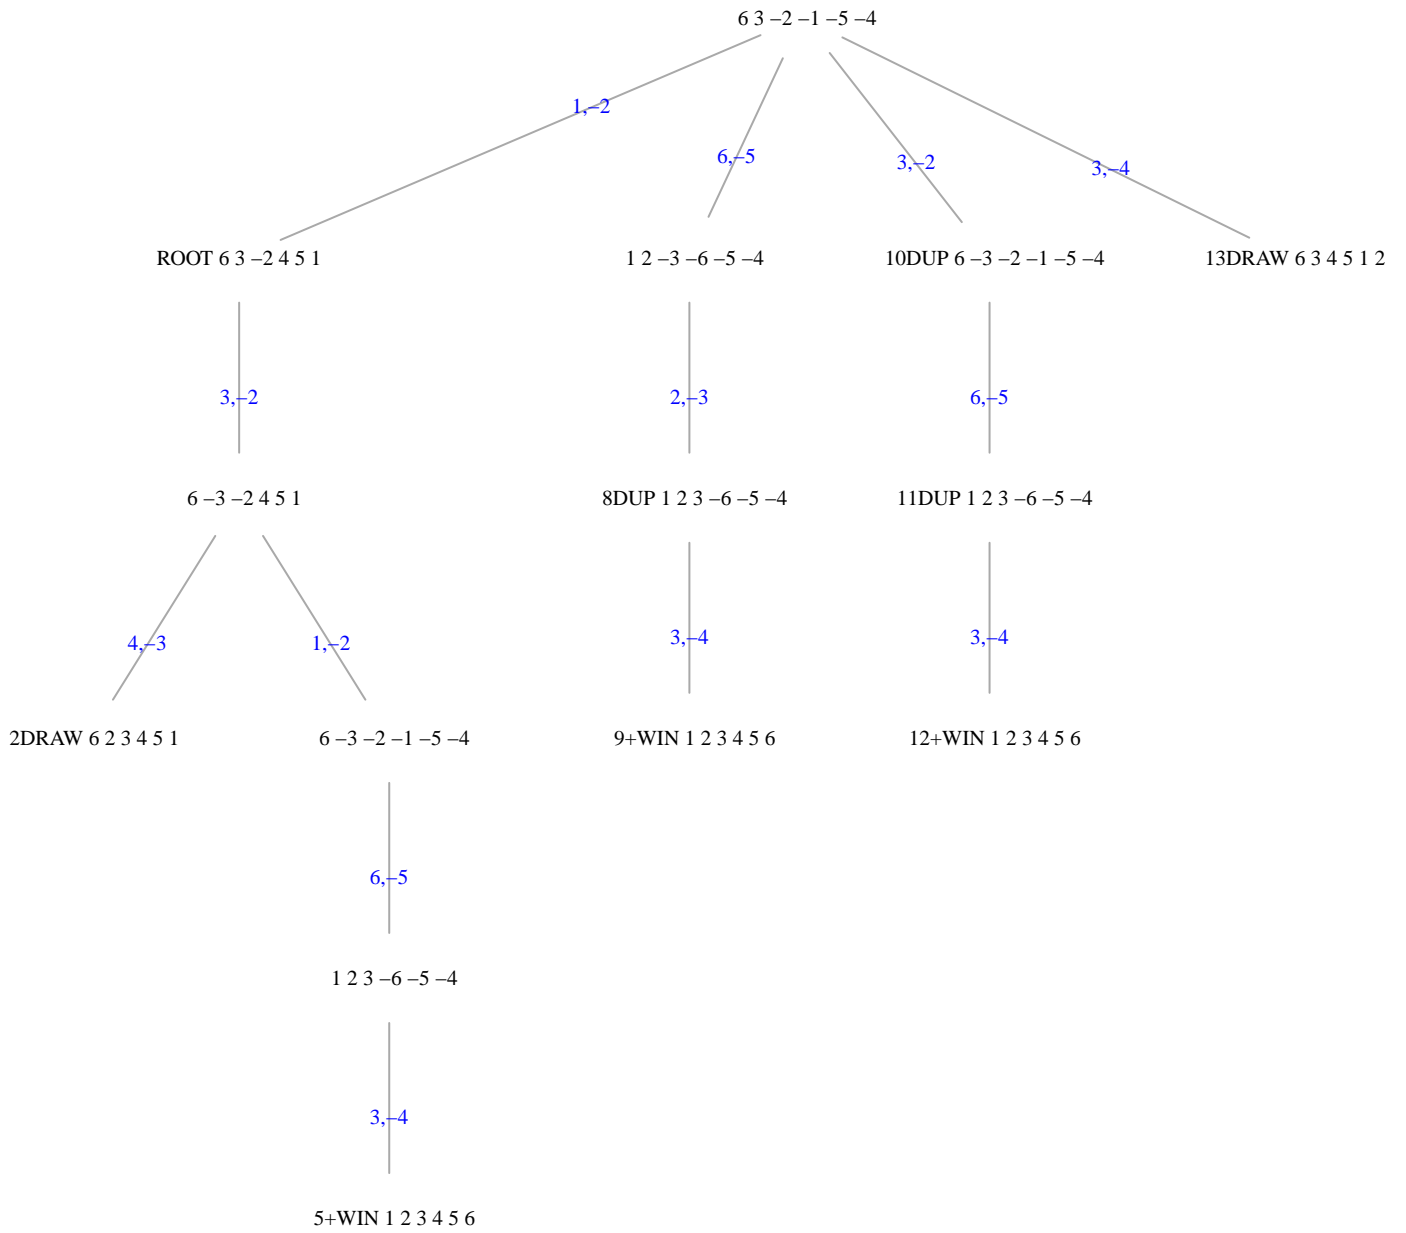 6 3 –2 –1 –5 –4
1,–2
6,–5
3,–2
3,–4
ROOT 6 3 –2 4 5 1
1 2 –3 –6 –5 –4
10DUP 6 –3 –2 –1 –5 –4
13DRAW 6 3 4 5 1 2
3,–2
2,–3
6,–5
6 –3 –2 4 5 1
8DUP 1 2 3 –6 –5 –4
11DUP 1 2 3 –6 –5 –4
4,–3
1,–2
3,–4
3,–4
2DRAW 6 2 3 4 5 1
6 –3 –2 –1 –5 –4
9+WIN 1 2 3 4 5 6
12+WIN 1 2 3 4 5 6
6,–5
1 2 3 –6 –5 –4
3,–4
5+WIN 1 2 3 4 5 6